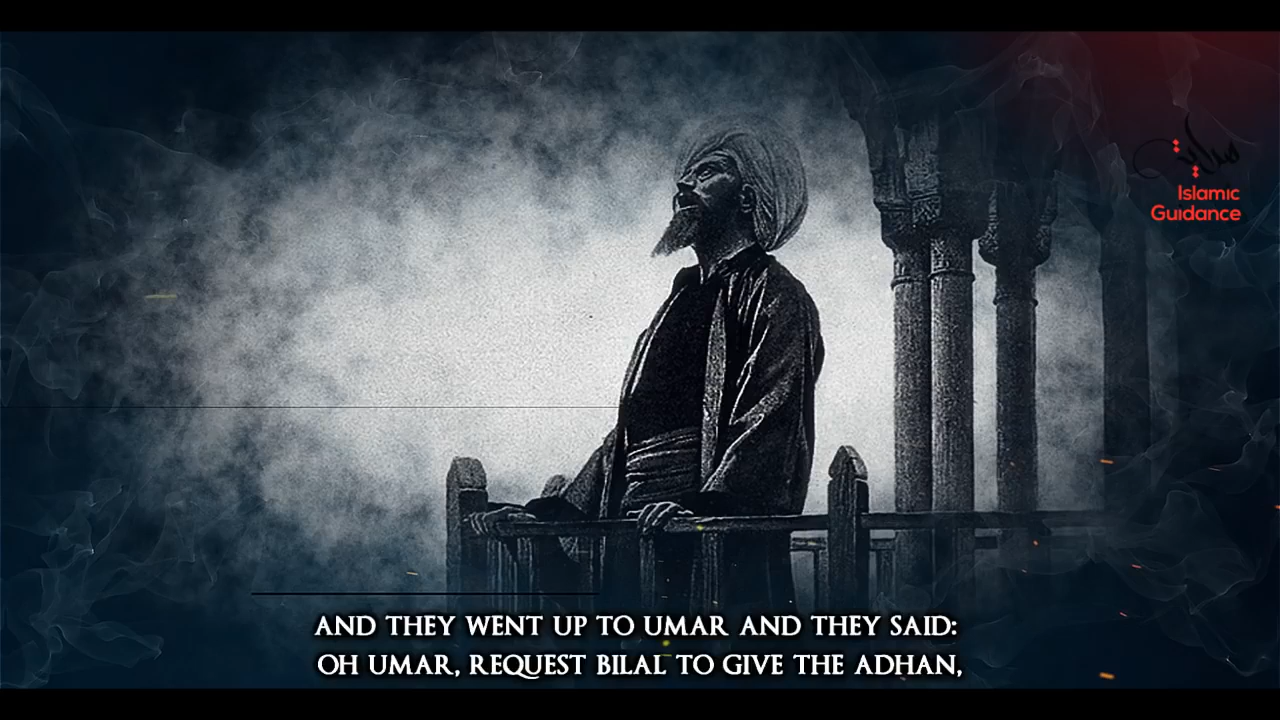 هداية
Islamic
Guidance
AND THEY WENT UP TO UMAR AND THEY SAID:
OH UMAR, REQUEST BILAL TO GIVE THE ADHAN,